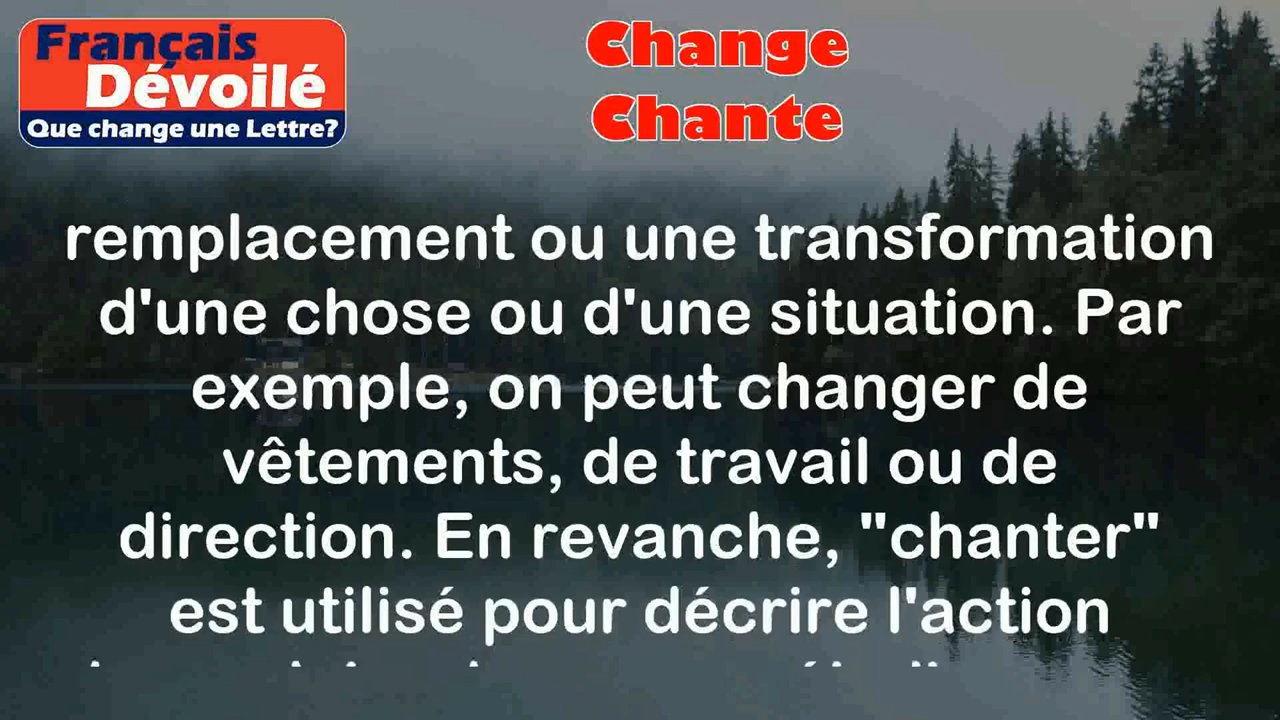 Français
Dévoilé
Que change une Lettre?
Change
Chante
remplacement ou une transformation
d'une chose ou d'une situation. Par
exemple, on peut changer de
vêtements, de travail ou de
direction. En revanche, "chanter"
est utilisé pour décrire l'action